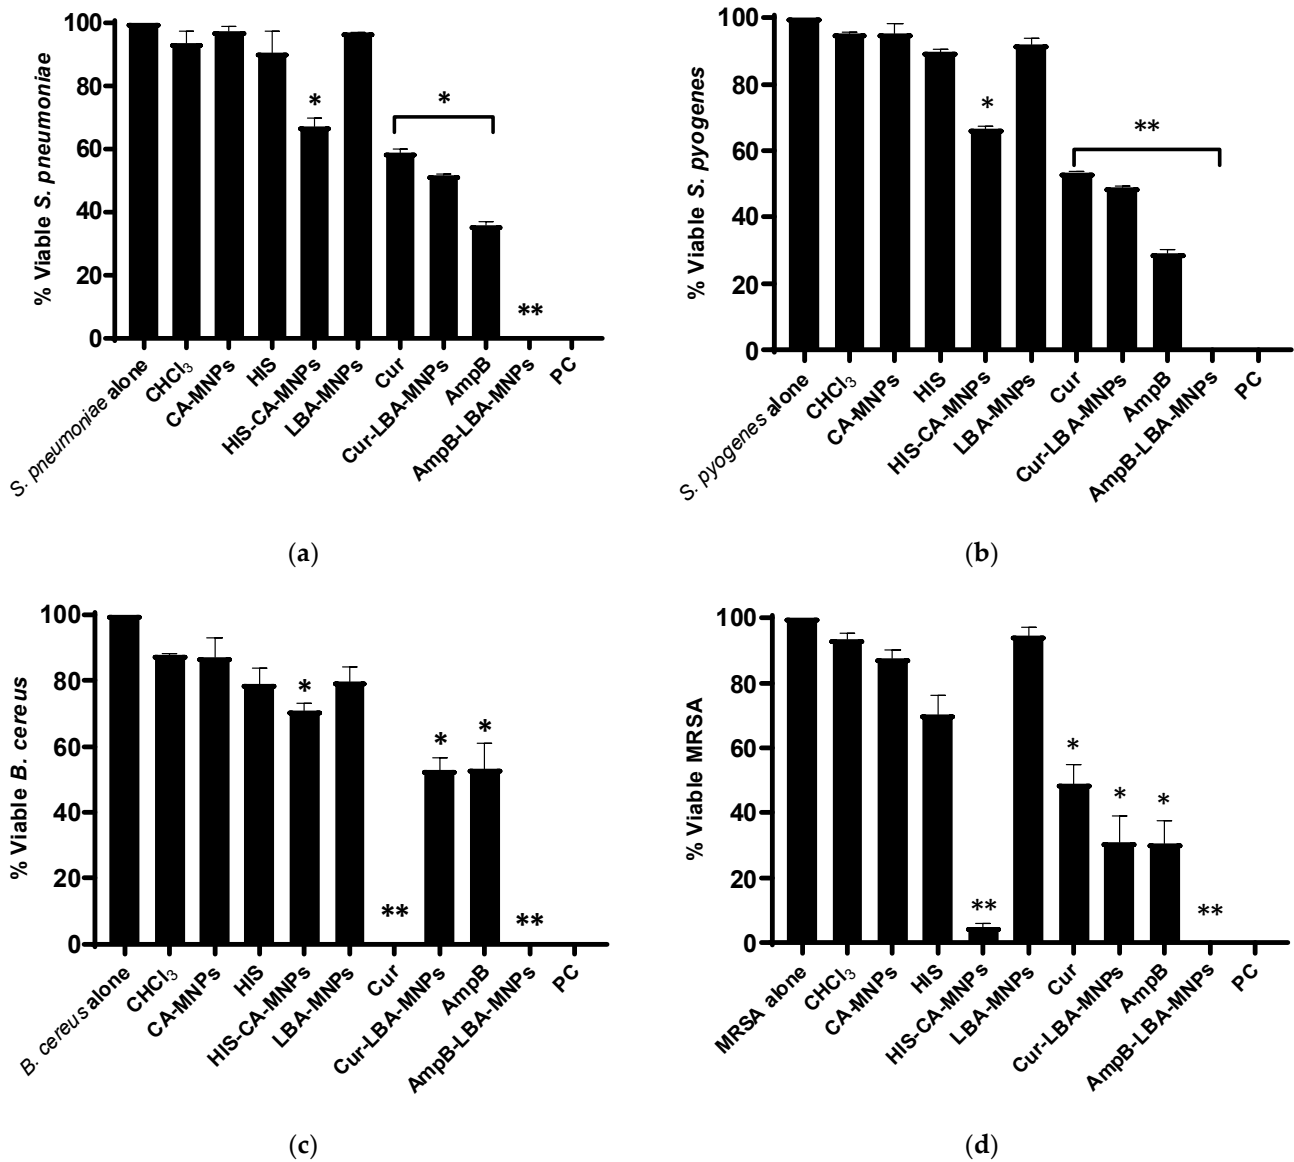 % Viable S. pneumoniae
100
80
60
40
20
0
*
*
**
S. pneumoniae alone
CHCl₃
CA-MNPs
HIS
HIS-CA-MNPs
LBA-MNPs
Cur
Cur-LBA-MNPs
AmpB
AmpB-LBA-MNPs
PC
(a)
% Viable S. pyogenes
100
80
60
40
20
0
*
**
S. pyogenes alone
CHCl₃
CA-MNPs
HIS
HIS-CA-MNPs
LBA-MNPs
Cur
Cur-LBA-MNPs
AmpB
AmpB-LBA-MNPs
PC
(b)
% Viable B. cereus
100
80
60
40
20
0
*
**
*
*
**
B. cereus alone
CHCl₃
CA-MNPs
HIS
HIS-CA-MNPs
LBA-MNPs
Cur
Cur-LBA-MNPs
AmpB
AmpB-LBA-MNPs
PC
(c)
% Viable MRSA
100
80
60
40
20
0
**
*
*
*
**
MRSA alone
CHCl₃
CA-MNPs
HIS
HIS-CA-MNPs
LBA-MNPs
Cur
Cur-LBA-MNPs
AmpB
AmpB-LBA-MNPs
PC
(d)